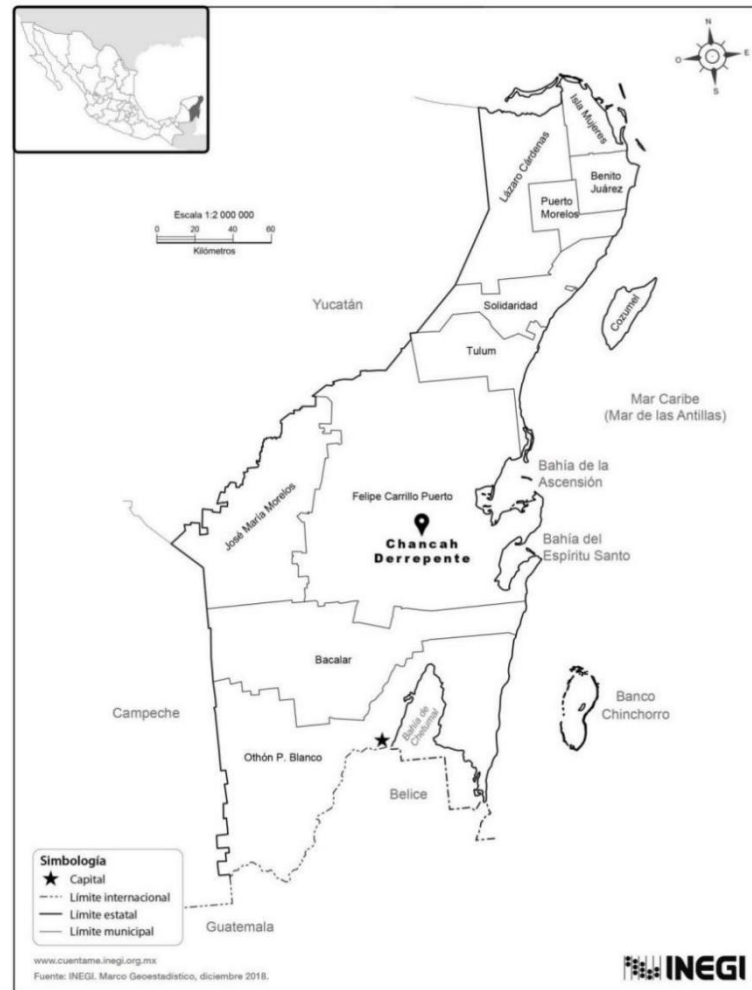 N
O
E
S
Escala 1:2 000 000
0 20 40 60
Kilómetros
Isla Mujeres
Lázaro Cárdenas
Benito
Juárez
Puerto
Morelos
Yucatán
Solidaridad
Cozumel
Tulum
Mar Caribe
(Mar de las Antillas)
Bahía de la
Ascensión
José María Morelos
Felipe Carrillo Puerto
Chancah
Derrepente
Bahía del
Espíritu Santo
Bacalar
Campeche
Bahía de
Chetumal
Banco
Chinchorro
Othón P. Blanco
Belice
Simbología
Capital
Límite internacional
Límite estatal
Límite municipal
Guatemala
www.cuentame.inegi.org.mx
Fuente: INEGI. Marco Geoestadístico, diciembre 2018.
INEGI